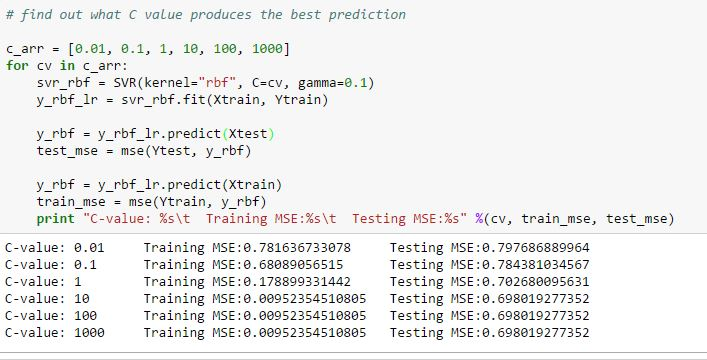 # find out what C value produces the best prediction
c_arr = [0.01, 0.1, 1, 10, 100, 1000]
for cv in c_arr:
    svr_rbf = SVR(kernel="rbf", C=cv, gamma=0.1)
    y_rbf_lr = svr_rbf.fit(Xtrain, Ytrain)
    y_rbf = y_rbf_lr.predict(Xtest)
    test_mse = mse(Ytest, y_rbf)
    y_rbf = y_rbf_lr.predict(Xtrain)
    train_mse = mse(Ytrain, y_rbf)
    print "C-value: %s\t  Training MSE:%s\t  Testing MSE:%s" %(cv, train_mse, test_mse)
C-value: 0.01     Training MSE:0.781636733078     Testing MSE:0.797686889964
C-value: 0.1      Training MSE:0.68089056515      Testing MSE:0.784381034567
C-value: 1        Training MSE:0.178899331442     Testing MSE:0.702680095631
C-value: 10       Training MSE:0.00952354510805   Testing MSE:0.698019277352
C-value: 100      Training MSE:0.00952354510805   Testing MSE:0.698019277352
C-value: 1000     Training MSE:0.00952354510805   Testing MSE:0.698019277352